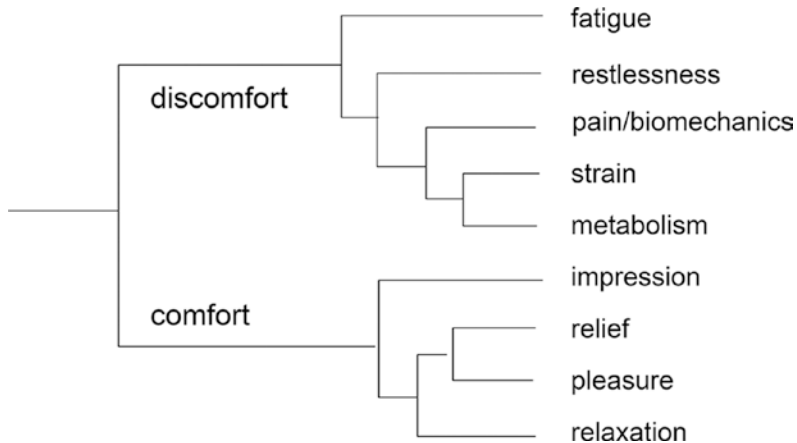 fatigue
restlessness
discomfort
pain/biomechanics
strain
metabolism
impression
comfort
relief
pleasure
relaxation